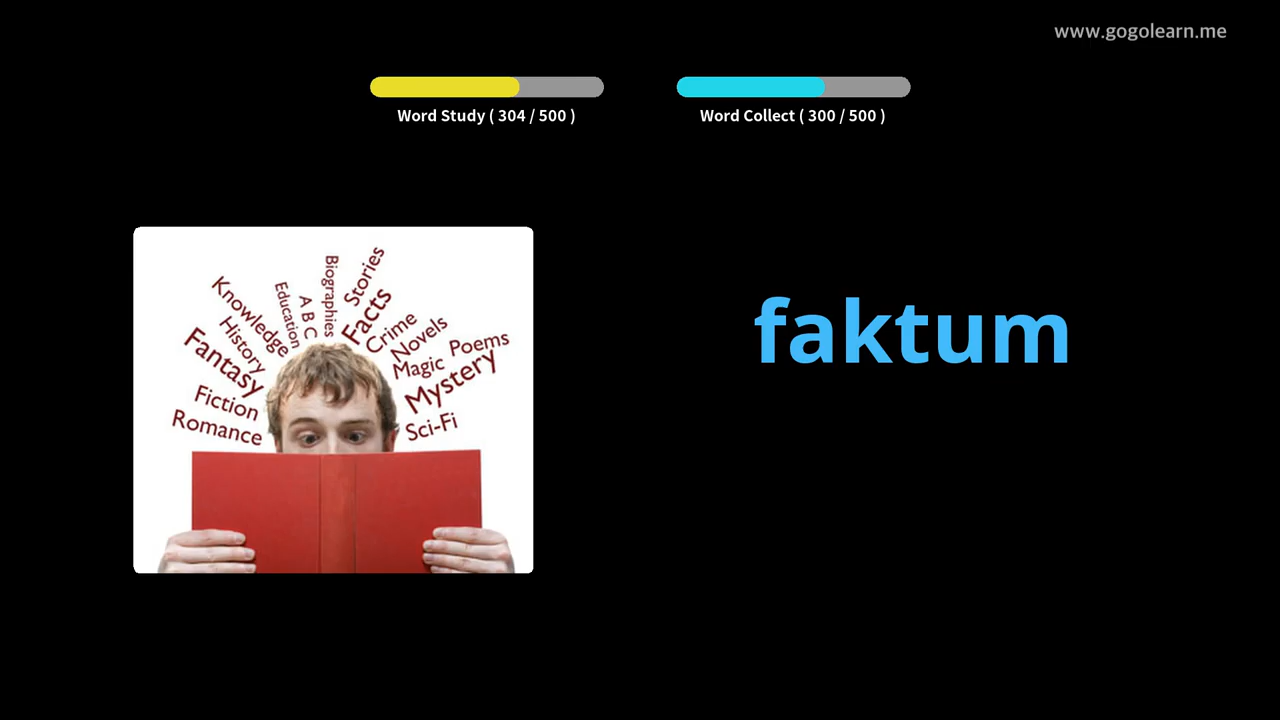 www.gogolearn.me
Word Study ( 304 / 500 )
Word Collect ( 300 / 500 )
Knowledge
Education
A B C
Biographies
Stories
Facts
Crime
Novels
Poems
History
Fantasy
Magic
Mystery
Fiction
Romance
Sci-Fi
faktum